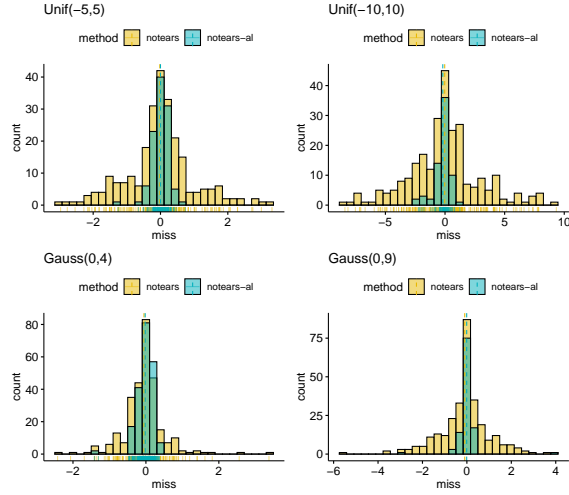 Unif(−5,5)
method notears notears−al
count
40
30
20
10
0
−2 0 2
miss
Unif(−10,10)
method notears notears−al
count
40
30
20
10
0
−5 0 5 10
miss
Gauss(0,4)
method notears notears−al
count
80
60
40
20
0
−2 0 2
miss
Gauss(0,9)
method notears notears−al
count
75
50
25
0
−6 −4 −2 0 2 4
miss